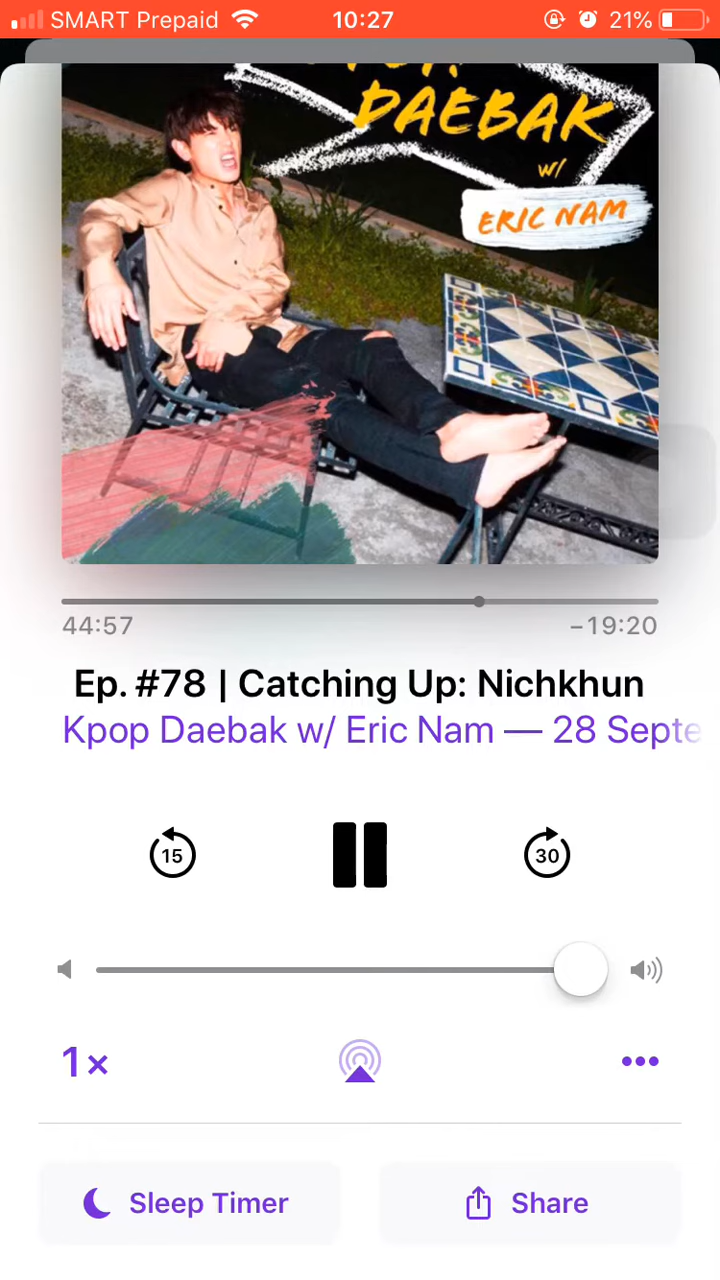 SMART Prepaid 10:27 21%
DAEBAK
w/
ERIC NAM
44:57 –19:20
Ep. #78 | Catching Up: Nichkhun
Kpop Daebak w/ Eric Nam — 28 Septe
15 30
1×
Sleep Timer Share